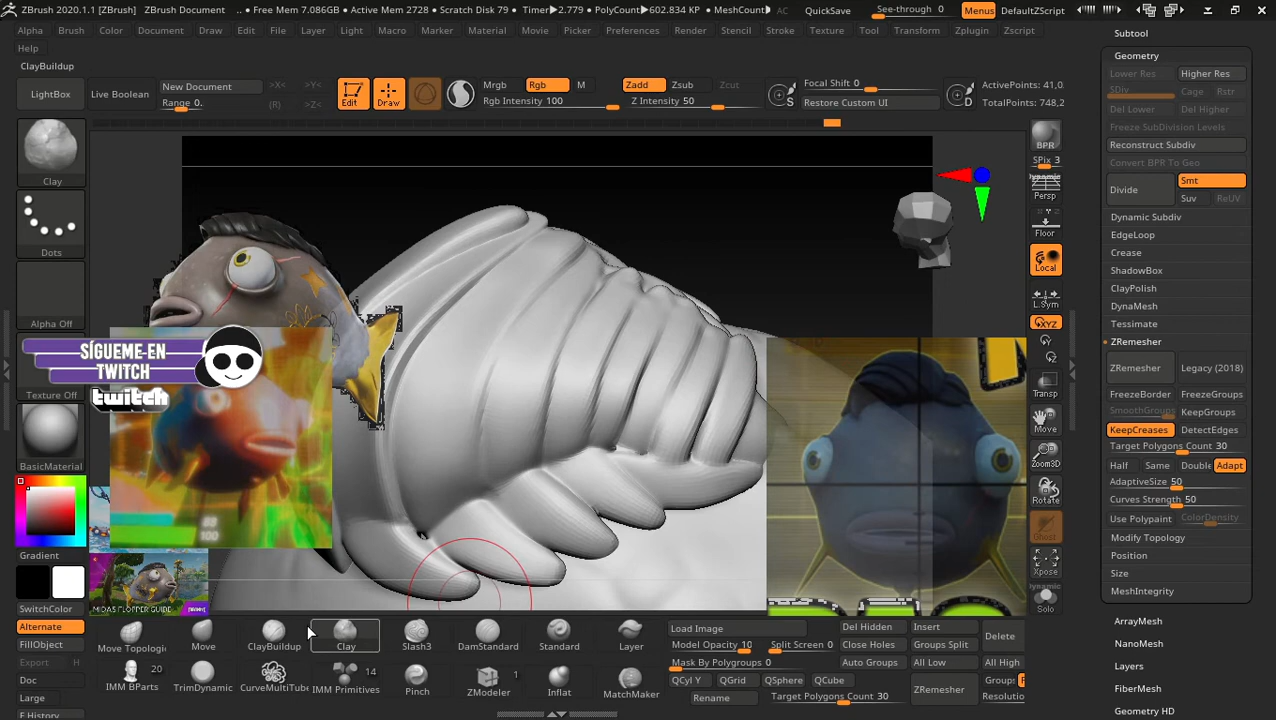 ZBrush 2020.1.1 [ZBrush] ZBrush Document .. • Free Mem 7.086GB • Active Mem 2728 • Scratch Disk 79 • Timer▶2.779 • PolyCount▶602.834 KP • MeshCount▶ AC QuickSave See-through 0 Menus DefaultZScript
Alpha Brush Color Document Draw Edit File Layer Light Macro Marker Material Movie Picker Preferences Render Stencil Stroke Texture Tool Transform Zplugin Zscript
Help
ClayBuildup
LightBox
Live Boolean
New Document
Range 0.
>X< >Y<
(R) >Z<
Edit
Draw
Mrgb Rgb M
Rgb Intensity 100
Zadd Zsub Zcut
Z Intensity 50
S
Focal Shift 0
Restore Custom UI
D
ActivePoints: 41,0
TotalPoints: 748,2
Clay
Dots
Alpha Off
Texture Off
BasicMaterial
Gradient
SwitchColor
Alternate
FillObject
Export H
Doc
Large
SÍGUEME EN
TWITCH
twitch
100
MIDAS FLOPPER GUIDE
BPR
SPix 3
Dynamic
Persp
Floor
Local
L.Sym
XYZ
Y
Z
Transp
Move
Zoom3D
Rotate
Ghost
Xpose
Dynamic
Solo
Subtool
Geometry
Lower Res Higher Res
SDiv Cage Rstr
Del Lower Del Higher
Freeze SubDivision Levels
Reconstruct Subdiv
Convert BPR To Geo
Divide
Smt
Suv ReUV
Dynamic Subdiv
EdgeLoop
Crease
ShadowBox
ClayPolish
DynaMesh
Tessimate
ZRemesher
ZRemesher Legacy (2018)
FreezeBorder FreezeGroups
SmoothGroups KeepGroups
KeepCreases DetectEdges
Target Polygons Count 30
Half Same Double Adapt
AdaptiveSize 50
Curves Strength 50
Use Polypaint ColorDensity
Modify Topology
Position
Size
MeshIntegrity
ArrayMesh
NanoMesh
Layers
FiberMesh
Geometry HD
Move Topologic Move ClayBuildup Clay Slash3 DamStandard Standard Layer
IMM BParts 20 TrimDynamic CurveMultiTube IMM Primitives 14 Pinch ZModeler 1 Inflat MatchMaker
Load Image
Model Opacity 10 Split Screen 0
Mask By Polygroups 0
QCyl Y QGrid QSphere QCube
Rename Target Polygons Count 30
Del Hidden Insert
Close Holes Groups Split
Auto Groups All Low
Delete
All High
ZRemesher
Groups
Resolution